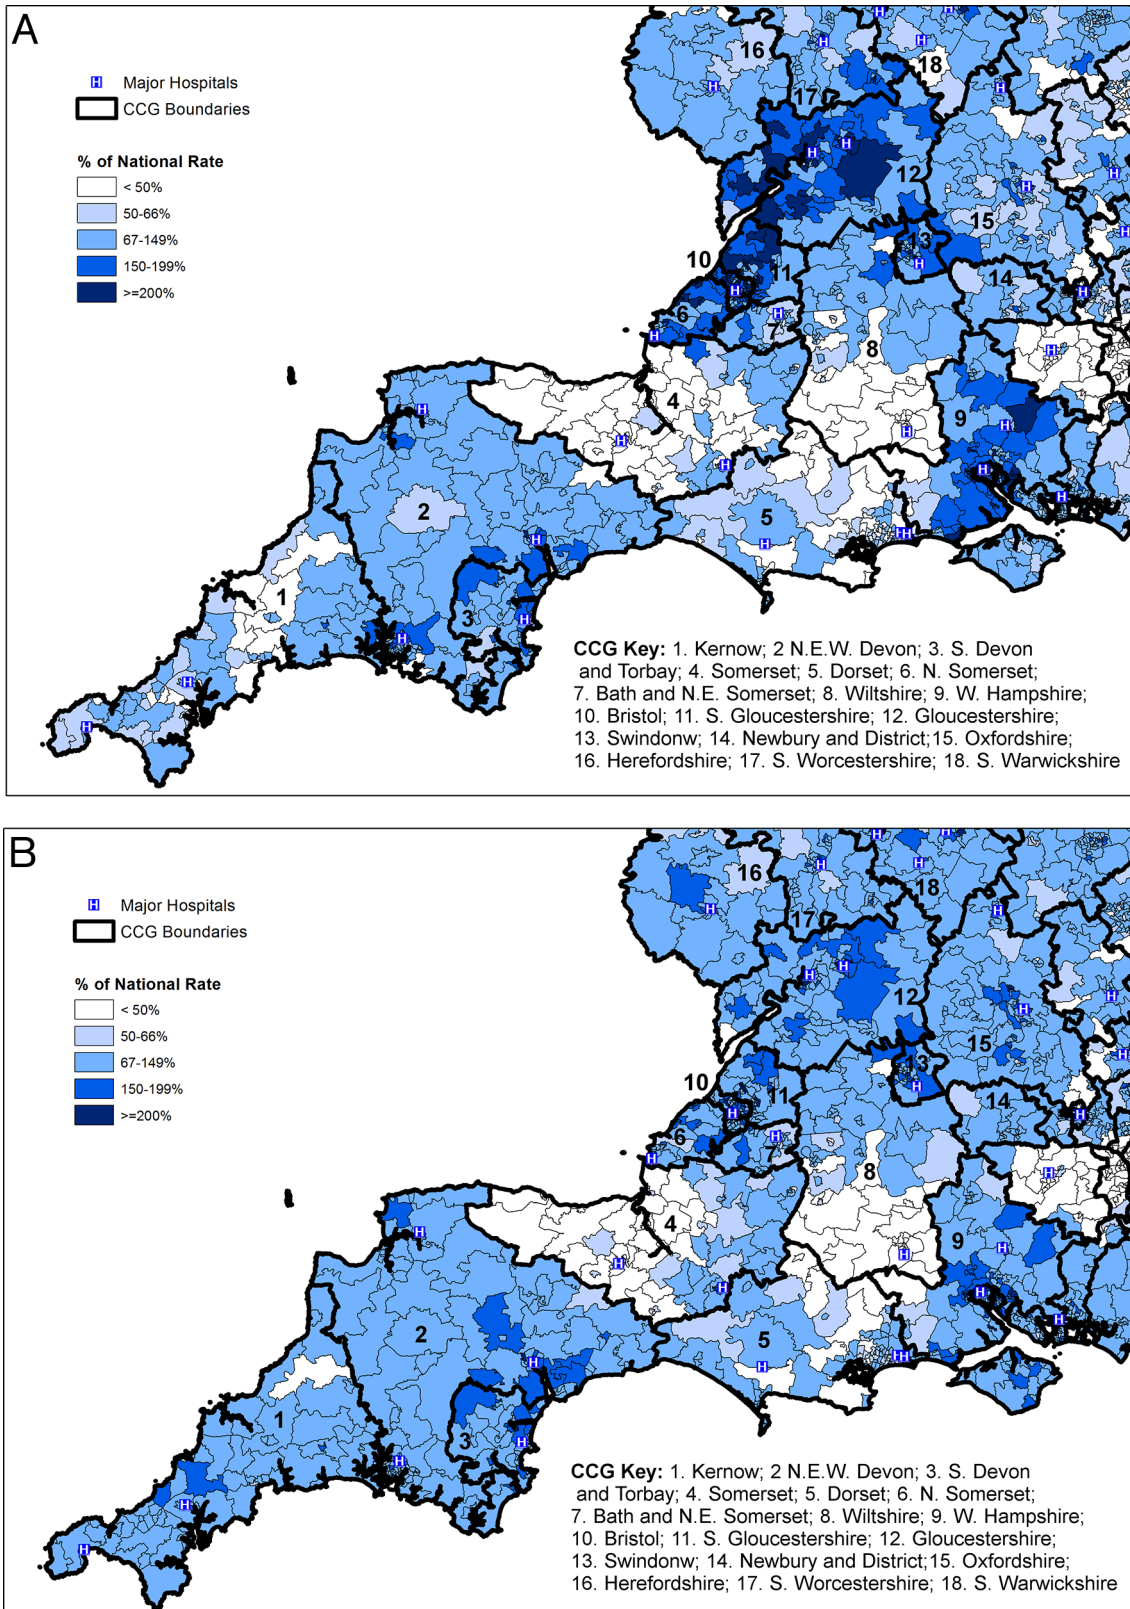 A
H Major Hospitals
CCG Boundaries
% of National Rate
< 50%
50-66%
67-149%
150-199%
>=200%
16
18
17
12
15
13
10
11
14
6
7
8
4
9
2
5
1
3
CCG Key: 1. Kernow; 2 N.E.W. Devon; 3. S. Devon
and Torbay; 4. Somerset; 5. Dorset; 6. N. Somerset;
7. Bath and N.E. Somerset; 8. Wiltshire; 9. W. Hampshire;
10. Bristol; 11. S. Gloucestershire; 12. Gloucestershire;
13. Swindonw; 14. Newbury and District;15. Oxfordshire;
16. Herefordshire; 17. S. Worcestershire; 18. S. Warwickshire
B
H Major Hospitals
CCG Boundaries
% of National Rate
< 50%
50-66%
67-149%
150-199%
>=200%
16
18
17
12
15
13
10
11
14
6
7
8
4
9
2
5
1
3
CCG Key: 1. Kernow; 2 N.E.W. Devon; 3. S. Devon
and Torbay; 4. Somerset; 5. Dorset; 6. N. Somerset;
7. Bath and N.E. Somerset; 8. Wiltshire; 9. W. Hampshire;
10. Bristol; 11. S. Gloucestershire; 12. Gloucestershire;
13. Swindonw; 14. Newbury and District;15. Oxfordshire;
16. Herefordshire; 17. S. Worcestershire; 18. S. Warwickshire